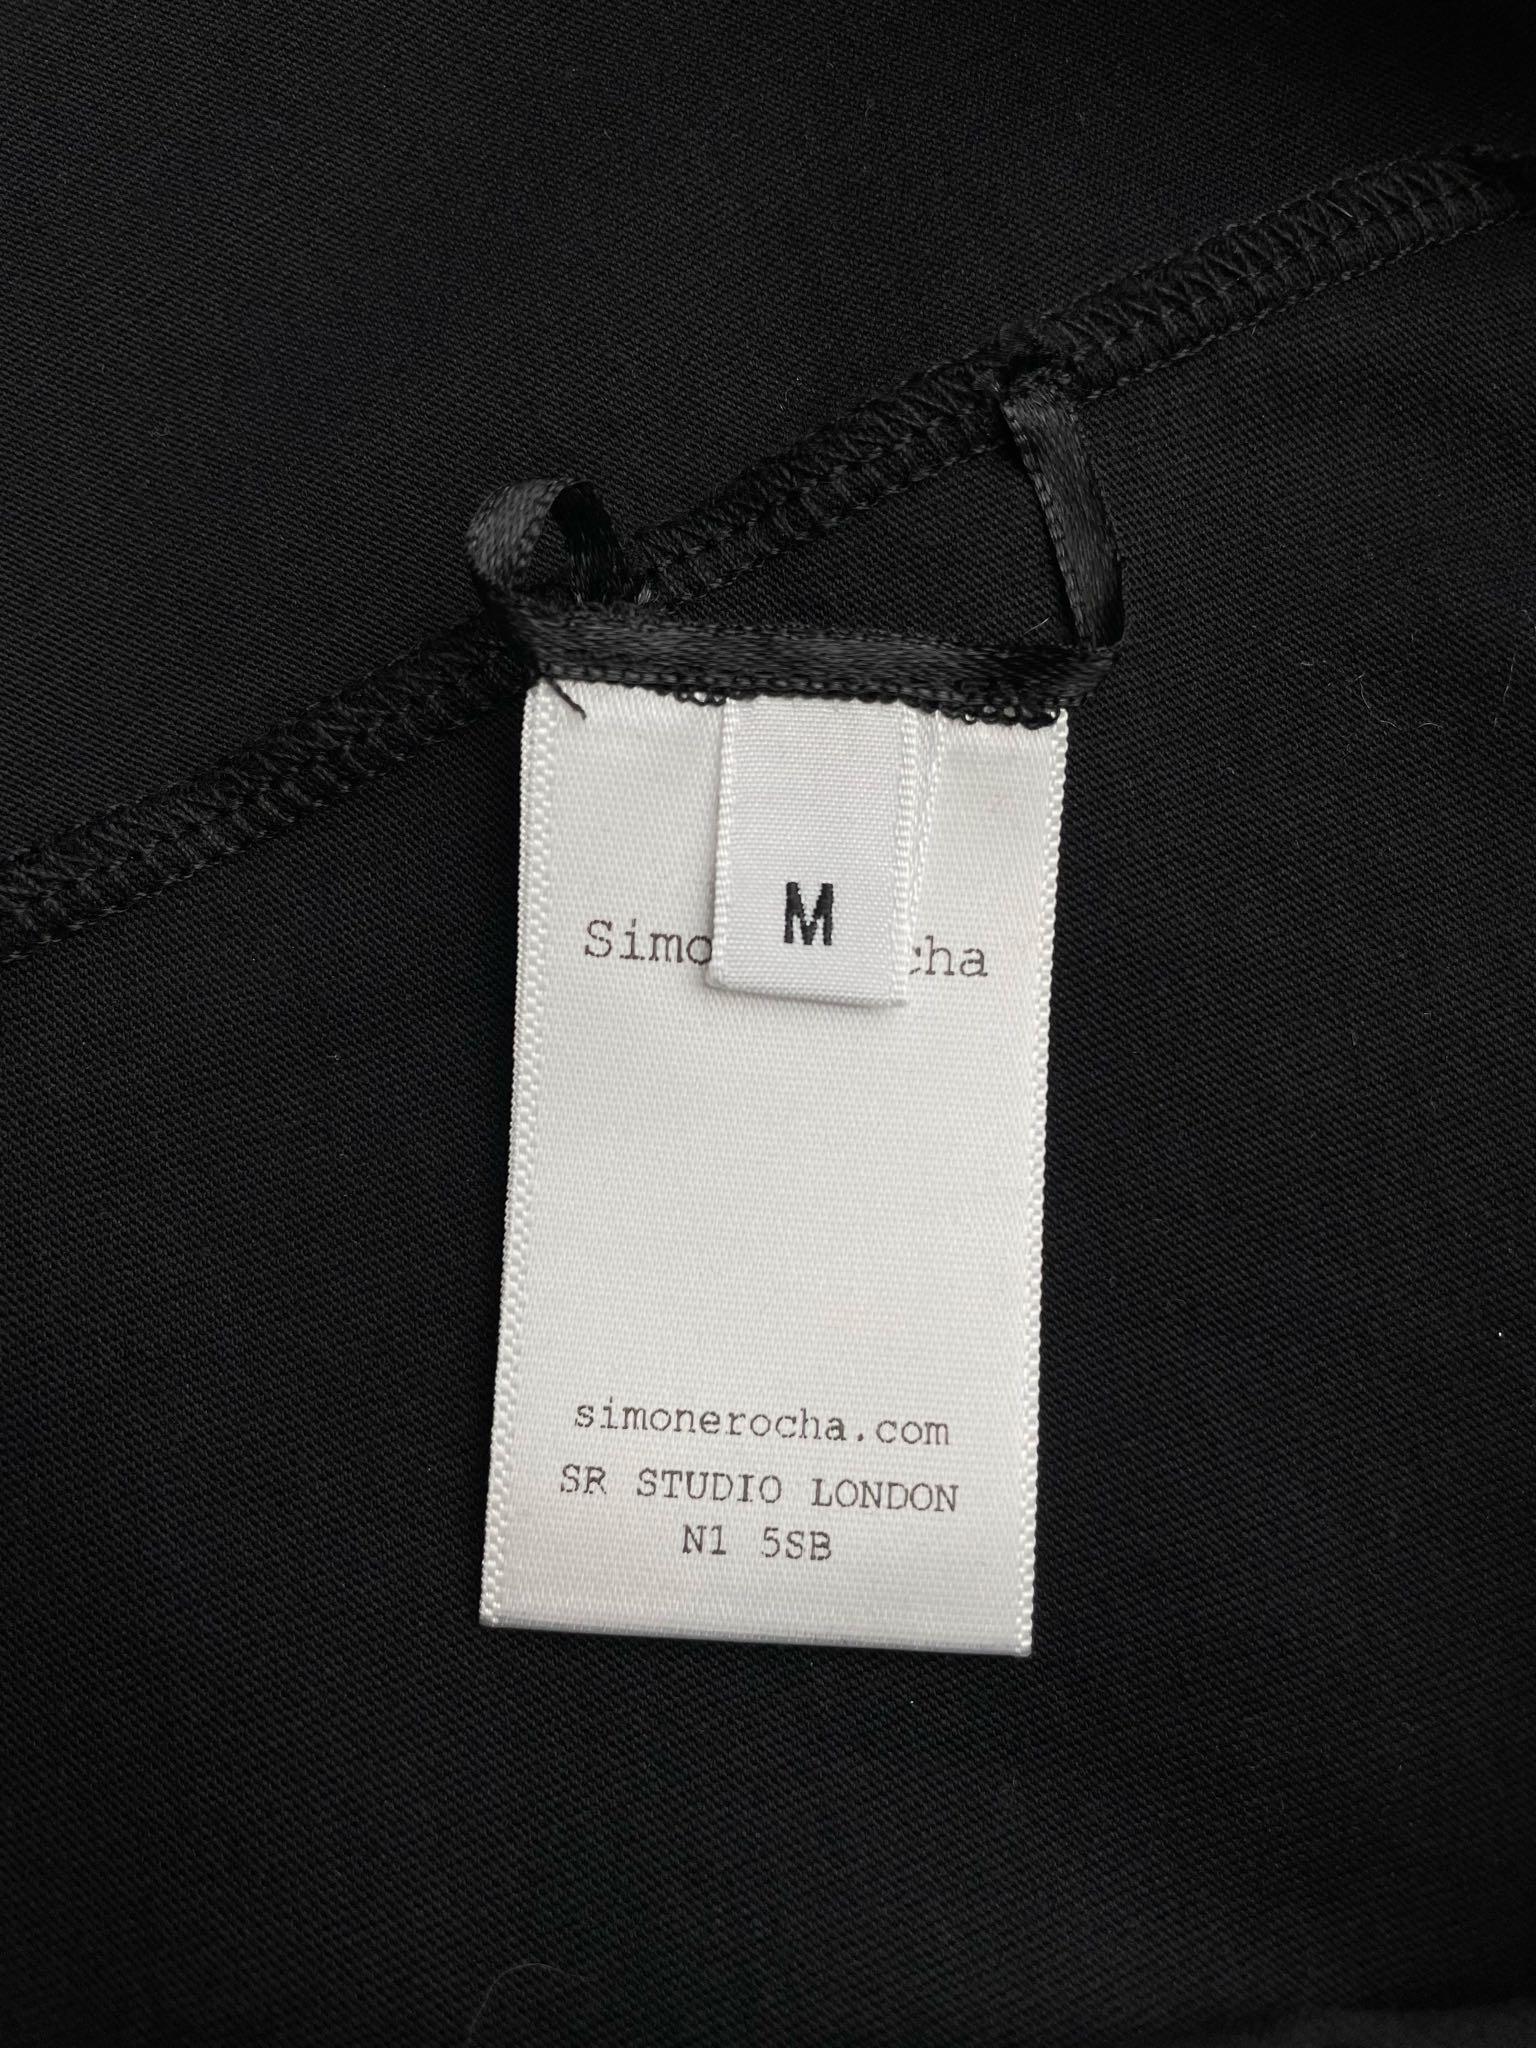 M
Simo cha
simonerocha.com
SR STUDIO LONDON
N1 5SB